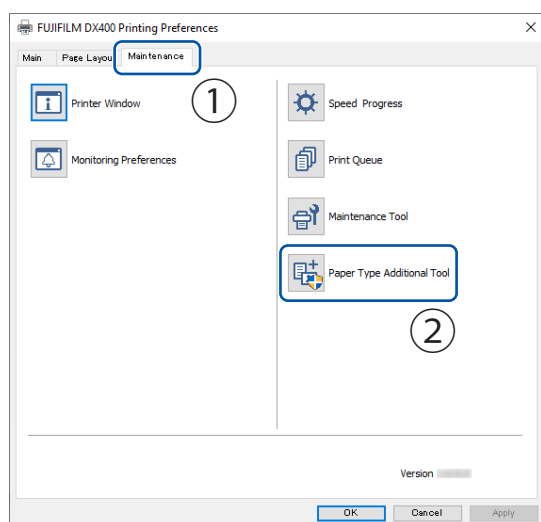 FUJIFILM DX400 Printing Preferences
Main Page Layou Maintenance
1
Printer Window
Speed Progress
Monitoring Preferences
Print Queue
Maintenance Tool
Paper Type Additional Tool
2
Version
OK Cancel Apply